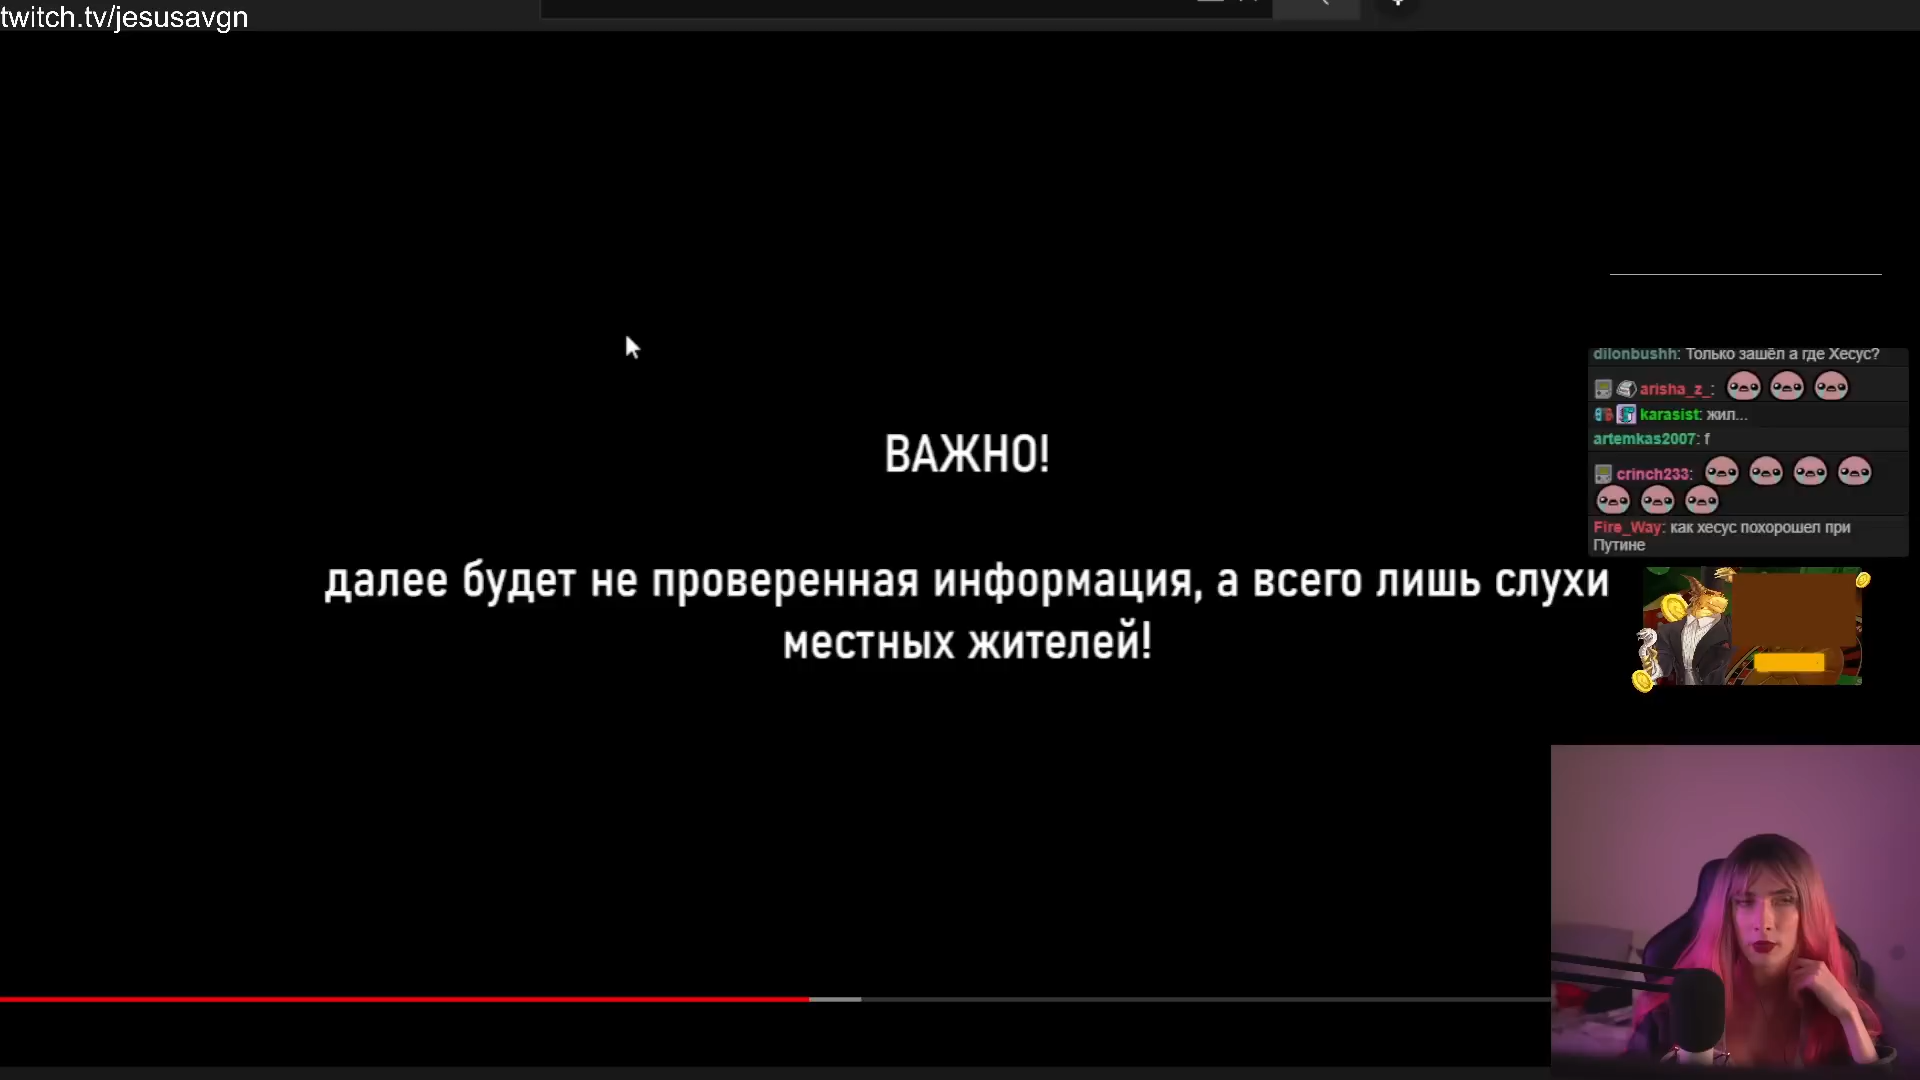 twitch.tv/jesusavgn
ВАЖНО!
далее будет не проверенная информация, а всего лишь слухи
местных жителей!
dilonbushh: Только зашёл а где Хесус?
arisha_z_:
karasist: жил...
artemkas2007: f
crinch233:
Fire_Way: как хесус похорошел при
Путине